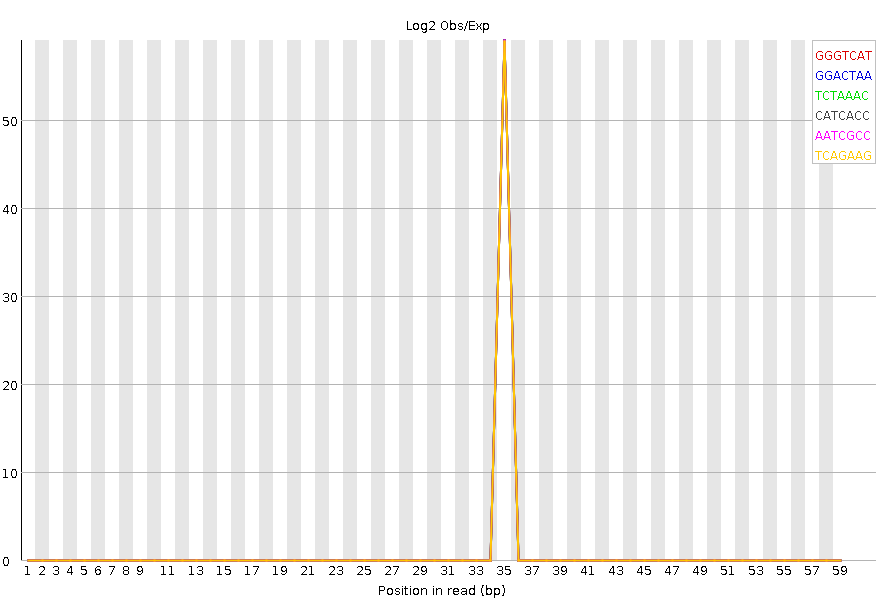 Log2 Obs/Exp
GGGTCAT
GGACTAA
TCTAAAC
CATCACC
AATCGCC
TCAGAAG
50
40
30
20
10
0
1 2 3 4 5 6 7 8 9 11 13 15 17 19 21 23 25 27 29 31 33 35 37 39 41 43 45 47 49 51 53 55 57 59
Position in read (bp)